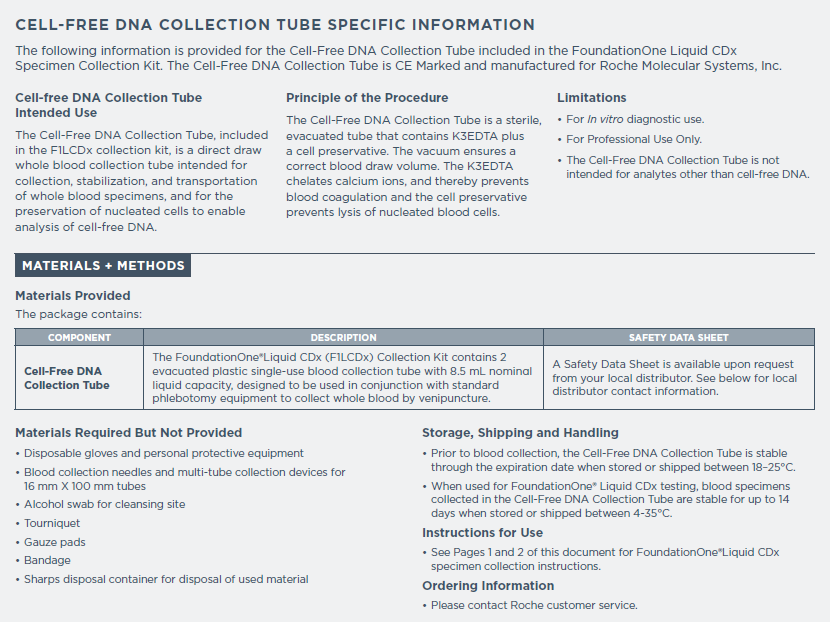 CELL-FREE DNA COLLECTION TUBE SPECIFIC INFORMATION
The following information is provided for the Cell-Free DNA Collection Tube included in the FoundationOne Liquid CDx
Specimen Collection Kit. The Cell-Free DNA Collection Tube is CE Marked and manufactured for Roche Molecular Systems, Inc.
Cell-free DNA Collection Tube
Intended Use
The Cell-Free DNA Collection Tube, included
in the F1LCDx collection kit, is a direct draw
whole blood collection tube intended for
collection, stabilization, and transportation
of whole blood specimens, and for the
preservation of nucleated cells to enable
analysis of cell-free DNA.
Principle of the Procedure
The Cell-Free DNA Collection Tube is a sterile,
evacuated tube that contains K3EDTA plus
a cell preservative. The vacuum ensures a
correct blood draw volume. The K3EDTA
chelates calcium ions, and thereby prevents
blood coagulation and the cell preservative
prevents lysis of nucleated blood cells.
Limitations
• For In vitro diagnostic use.
• For Professional Use Only.
• The Cell-Free DNA Collection Tube is not
intended for analytes other than cell-free DNA.
MATERIALS + METHODS
Materials Provided
The package contains:
COMPONENT DESCRIPTION SAFETY DATA SHEET
Cell-Free DNA
Collection Tube
The FoundationOne®Liquid CDx (F1LCDx) Collection Kit contains 2
evacuated plastic single-use blood collection tube with 8.5 mL nominal
liquid capacity, designed to be used in conjunction with standard
phlebotomy equipment to collect whole blood by venipuncture.
A Safety Data Sheet is available upon request
from your local distributor. See below for local
distributor contact information.
Materials Required But Not Provided
• Disposable gloves and personal protective equipment
• Blood collection needles and multi-tube collection devices for
16 mm X 100 mm tubes
• Alcohol swab for cleansing site
• Tourniquet
• Gauze pads
• Bandage
• Sharps disposal container for disposal of used material
Storage, Shipping and Handling
• Prior to blood collection, the Cell-Free DNA Collection Tube is stable
through the expiration date when stored or shipped between 18–25°C.
• When used for FoundationOne® Liquid CDx testing, blood specimens
collected in the Cell-Free DNA Collection Tube are stable for up to 14
days when stored or shipped between 4-35°C.
Instructions for Use
• See Pages 1 and 2 of this document for FoundationOne®Liquid CDx
specimen collection instructions.
Ordering Information
• Please contact Roche customer service.